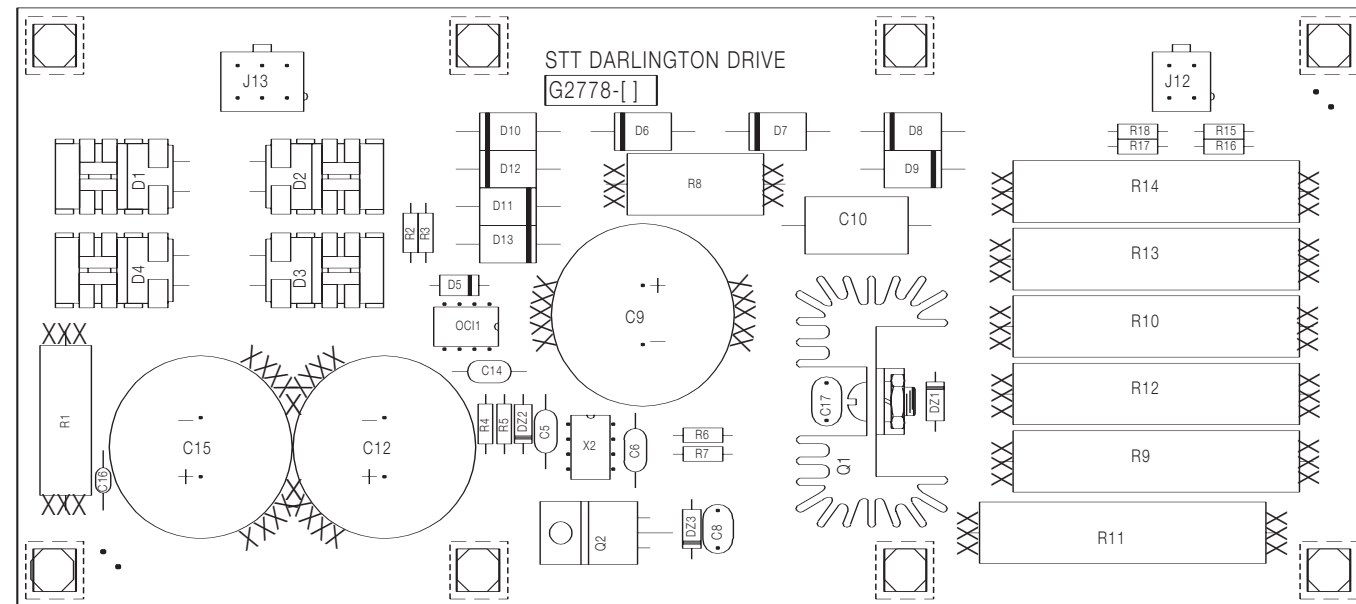 J13
STT DARLINGTON DRIVE
G2778-[ ]
J12
D10
D6
D7
D8
R18
R15
R17
R16
D1
D2
D12
R8
D9
R14
D11
R2
R3
C10
D13
D4
D3
R13
D5
OCI1
C9
R10
C14
R12
C17
DZ1
R1
C15
C12
R4
R5
DZ2
C5
X2
C6
R6
R7
Q1
R9
C16
Q2
DZ3
C8
R11